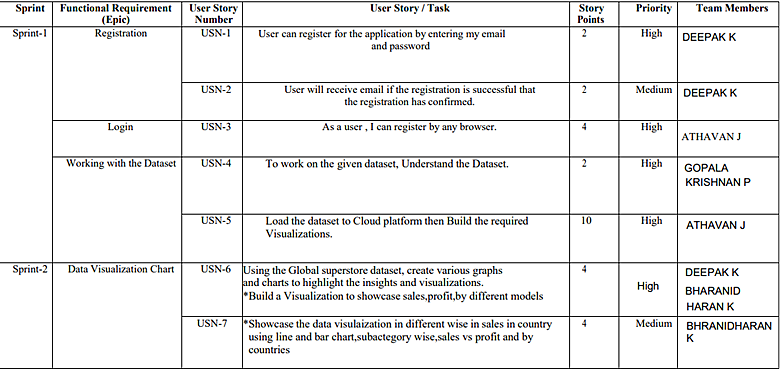 Sprint Functional Requirement User Story User Story / Task Story Priority Team Members
(Epic) Number Points
Sprint-1 Registration USN-1 User can register for the application by entering my email 2 High DEEPAK K
and password
USN-2 User will receive email if the registration is successful that 2 Medium DEEPAK K
the registration has confirmed.
Login USN-3 As a user , I can register by any browser. 4 High ATHAVAN J
Working with the Dataset USN-4 To work on the given dataset, Understand the Dataset. 2 High GOPALA
KRISHNAN P
USN-5 Load the dataset to Cloud platform then Build the required 10 High ATHAVAN J
Visualizations.
Sprint-2 Data Visualization Chart USN-6 Using the Global superstore dataset, create various graphs 4 High DEEPAK K
and charts to highlight the insights and visualizations. BHARANID
*Build a Visualization to showcase sales,profit,by different models HARAN K
USN-7 *Showcase the data visulaization in different wise in sales in country 4 Medium BHRANIDHARAN
using line and bar chart,subactegory wise,sales vs profit and by K
countries